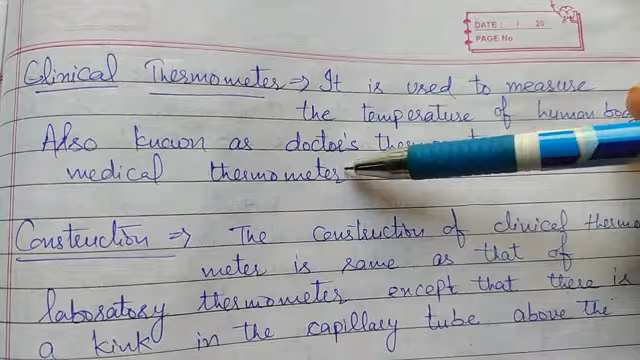 DATE: / 20
PAGE No
Clinical Thermometer ⇒ It is used to measure
the temperature of human
Also known as doctor's
medical thermometer
Construction ⇒ The construction of clinical thermo
meter is same as that of
laboratory thermometer except that there is
a kink in the capillary tube above the